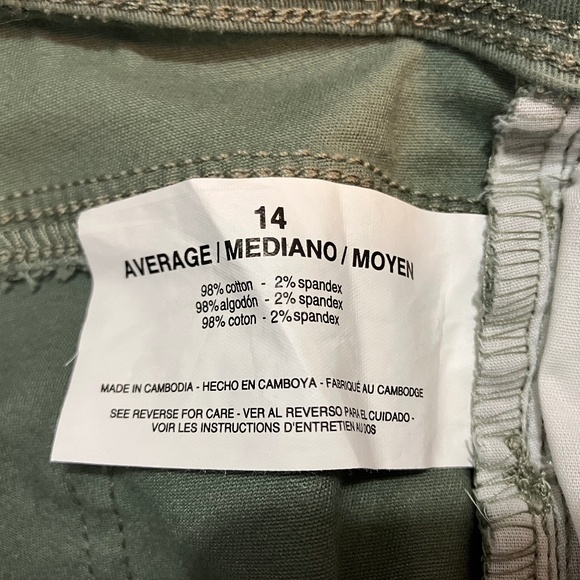 14
AVERAGE / MEDIANO / MOYEN
98% cotton - 2% spandex
98% algodón - 2% spandex
98% coton - 2% spandex
MADE IN CAMBODIA - HECHO EN CAMBOYA - FABRIQUÉ AU CAMBODGE
SEE REVERSE FOR CARE - VER AL REVERSO PARA EL CUIDADO -
VOIR LES INSTRUCTIONS D'ENTRETIEN AU DOS